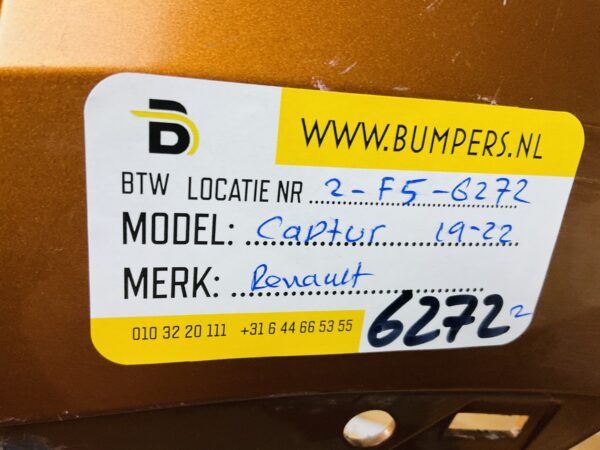 B
WWW.BUMPERS.NL
BTW LOCATIE NR 2-F5-6272
MODEL: Captur 19-22
MERK: Renault
010 32 20 111 +31 6 44 66 53 55
6272 2